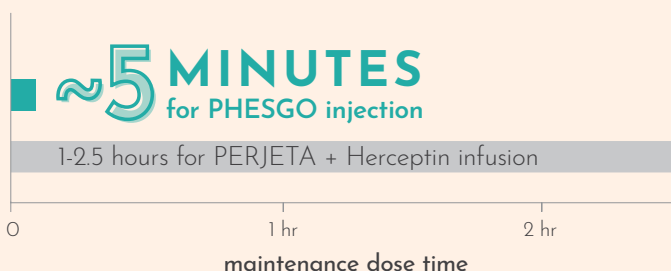 ~5 MINUTES
for PHESGO injection
1-2.5 hours for PERJETA + Herceptin infusion
0 1 hr 2 hr
maintenance dose time